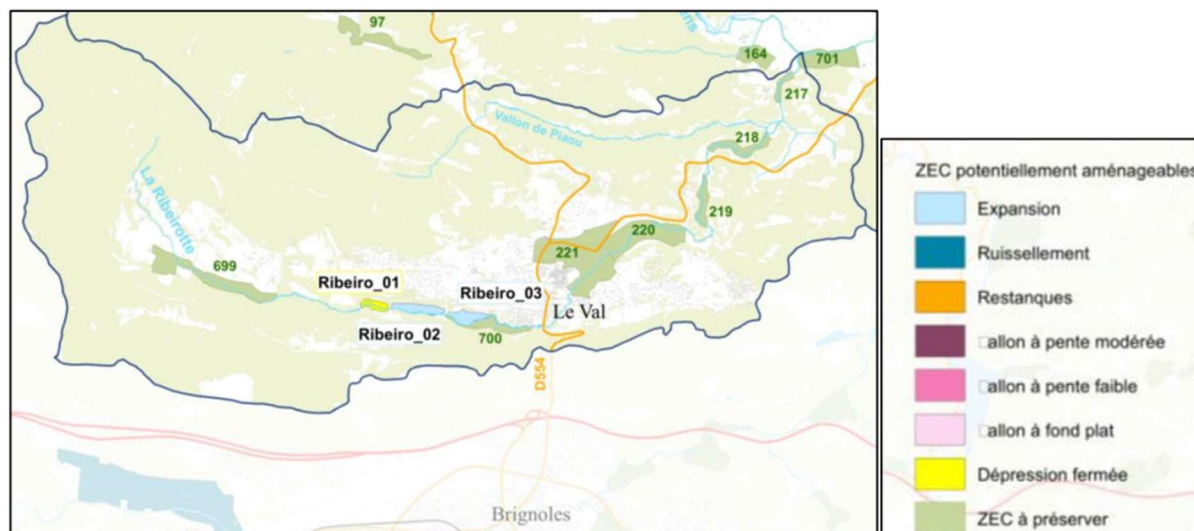 97
ens
164
701
217
Vallon de Piaou
218
La Ribeirotte
219
220
221
699
Ribeiro_01
Ribeiro_03
Le Val
Ribeiro_02
700
D554
Brignoles
ZEC potentiellement aménageables
Expansion
Ruissellement
Restanques
□allon à pente modérée
□allon à pente faible
□allon à fond plat
Dépression fermée
ZEC à préserver